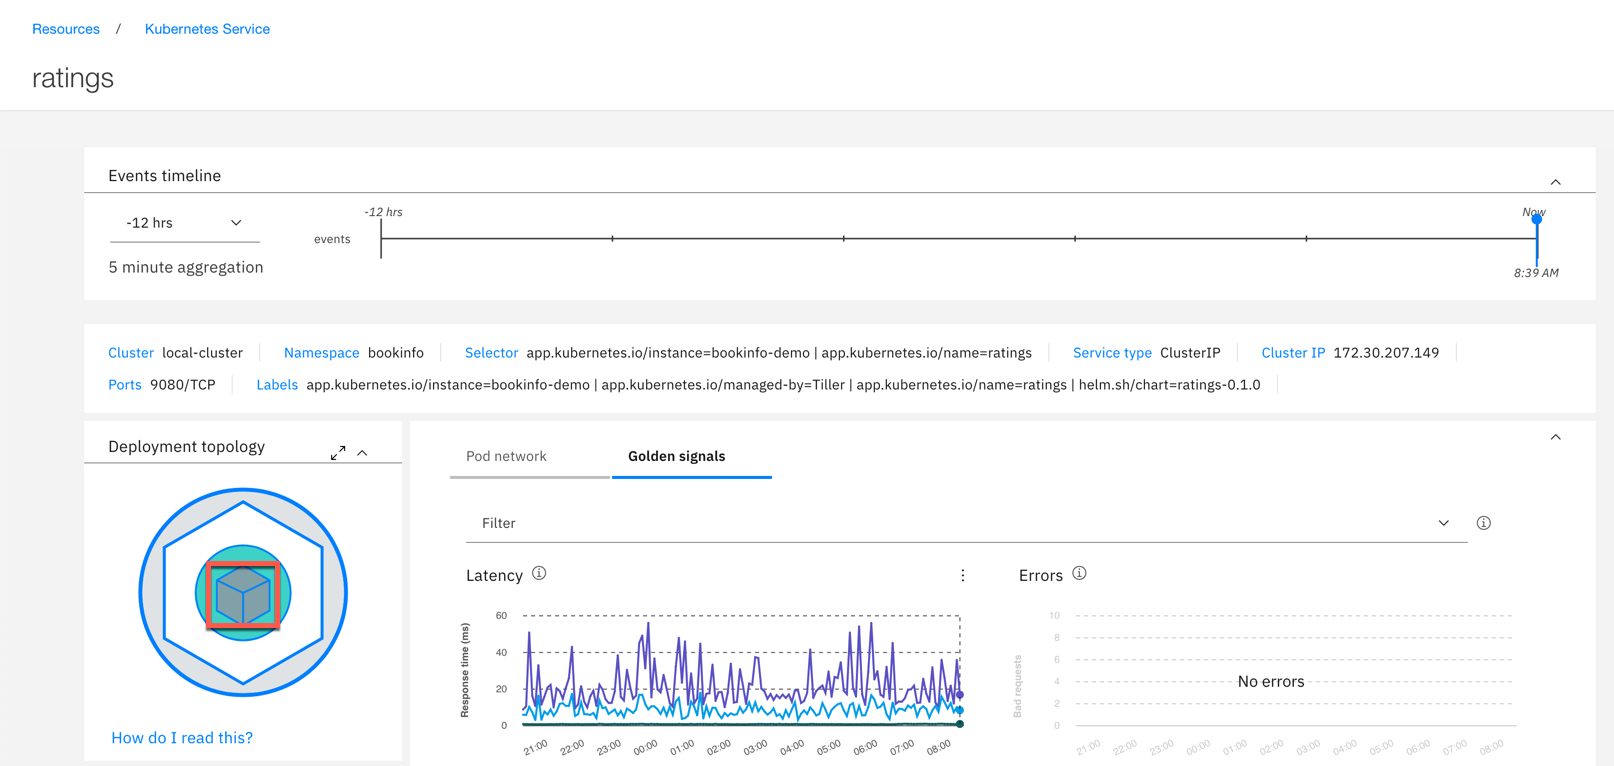 Resources / Kubernetes Service
ratings
Events timeline
-12 hrs
5 minute aggregation
-12 hrs
events
Now
8:39 AM
Cluster local-cluster Namespace bookinfo Selector app.kubernetes.io/instance=bookinfo-demo | app.kubernetes.io/name=ratings Service type ClusterIP Cluster IP 172.30.207.149
Ports 9080/TCP Labels app.kubernetes.io/instance=bookinfo-demo | app.kubernetes.io/managed-by=Tiller | app.kubernetes.io/name=ratings | helm.sh/chart=ratings-0.1.0
Deployment topology
How do I read this?
Pod network Golden signals
Filter
Latency
Response time (ms)
60
40
20
0
21:00 22:00 23:00 00:00 01:00 02:00 03:00 04:00 05:00 06:00 07:00 08:00
Errors
Bad requests
10
8
6
4
2
0
No errors
21:00 22:00 23:00 00:00 01:00 02:00 03:00 04:00 05:00 06:00 07:00 08:00